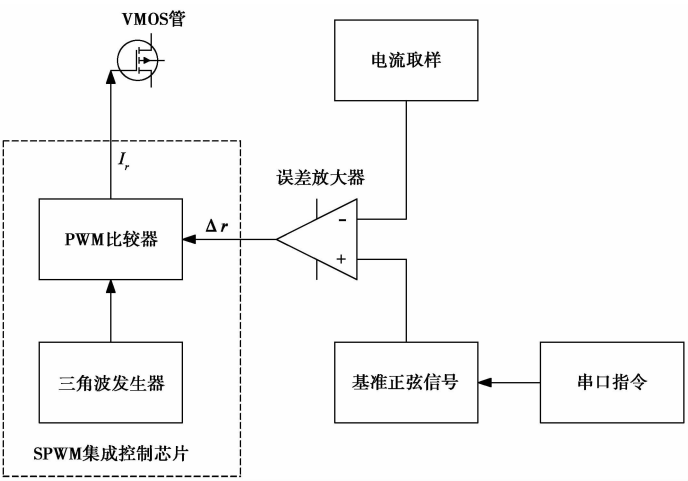 VMOS管
电流取样
I_r
误差放大器
-
Δr
PWM比较器
+
三角波发生器
基准正弦信号
串口指令
SPWM集成控制芯片